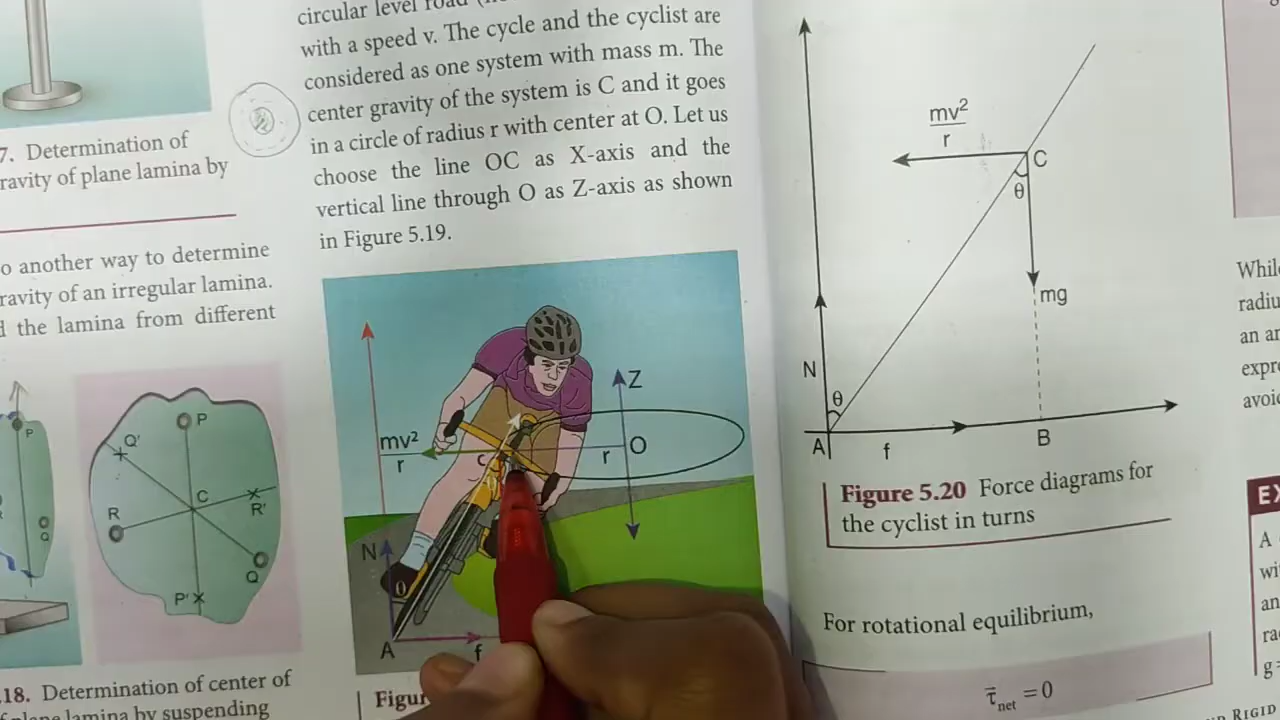 7. Determination of
ravity of plane lamina by
o another way to determine
ravity of an irregular lamina.
d the lamina from different
P
Q
Q'
P
C
R
R'
Q
P'
.18. Determination of center of
plane lamina by suspending
circular level road
with a speed v. The cycle and the cyclist are
considered as one system with mass m. The
center gravity of the system is C and it goes
in a circle of radius r with center at O. Let us
choose the line OC as X-axis and the
vertical line through O as Z-axis as shown
in Figure 5.19.
Z
mv²
r
C
r
O
N
θ
A
f
Figur
mv²
r
C
θ
mg
N
θ
A
f
B
Figure 5.20 Force diagrams for
the cyclist in turns
For rotational equilibrium,
τ⃗net = 0
Whil
radiu
an an
expr
avoi
EX
A
wi
an
ra
g=
RIGID